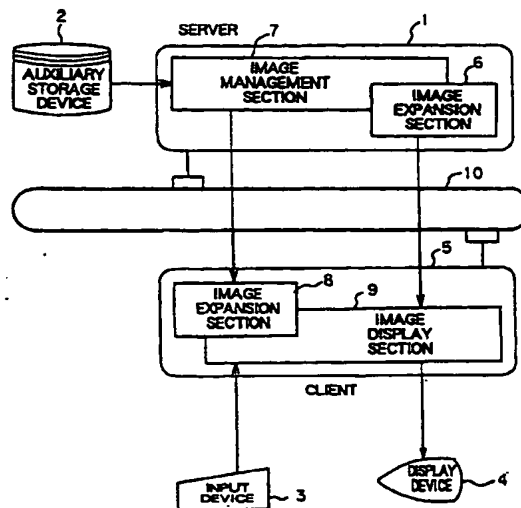 2
SERVER
7
1
AUXILIARY
STORAGE
DEVICE
IMAGE
MANAGEMENT
SECTION
6
IMAGE
EXPANSION
SECTION
10
5
8
9
IMAGE
EXPANSION
SECTION
IMAGE
DISPLAY
SECTION
CLIENT
INPUT
DEVICE
3
DISPLAY
DEVICE
4